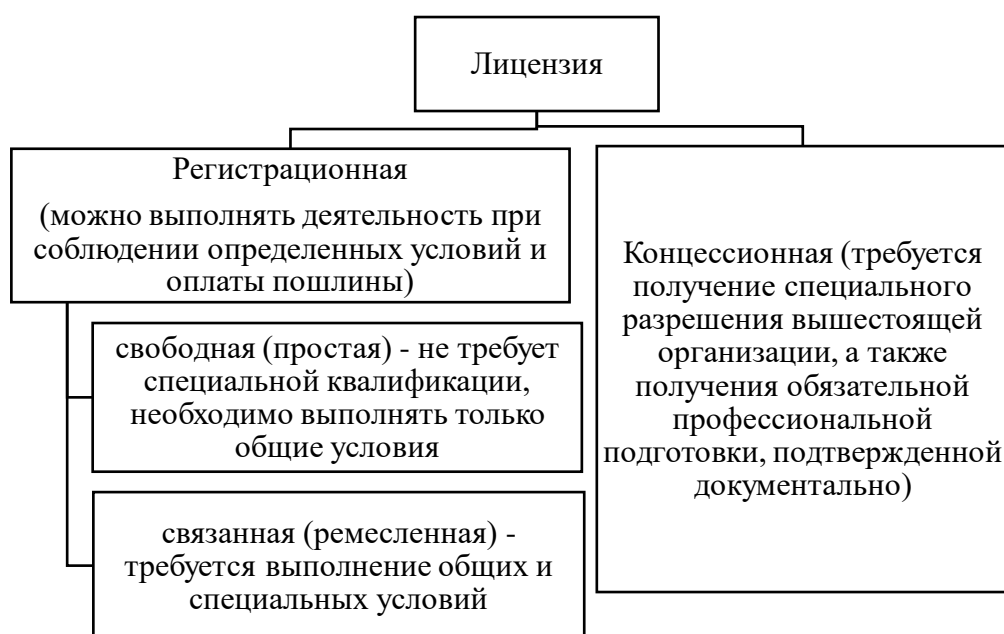 Лицензия
Регистрационная
(можно выполнять деятельность при
соблюдении определенных условий и
оплаты пошлины)
свободная (простая) - не требует
специальной квалификации,
необходимо выполнять только
общие условия
связанная (ремесленная) -
требуется выполнение общих и
специальных условий
Концессионная (требуется
получение специального
разрешения вышестоящей
организации, а также
получения обязательной
профессиональной
подготовки, подтвержденной
документально)